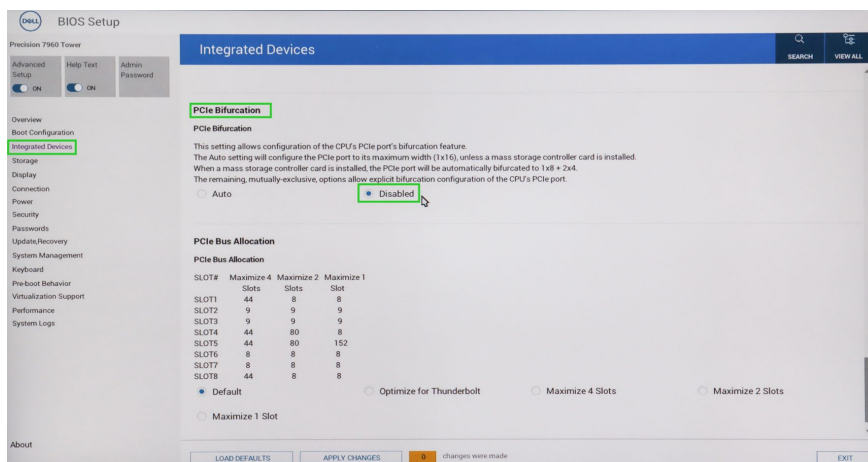 DELL BIOS Setup
Precision 7960 Tower
Integrated Devices
SEARCH VIEW ALL
Advanced Setup
ON
Help Text
ON
Admin Password
Overview
Boot Configuration
Integrated Devices
Storage
Display
Connection
Power
Security
Passwords
Update,Recovery
System Management
Keyboard
Pre-boot Behavior
Virtualization Support
Performance
System Logs
About
PCIe Bifurcation
PCIe Bifurcation
This setting allows configuration of the CPU's PCIe port's bifurcation feature.
The Auto setting will configure the PCIe port to its maximum width (1x16), unless a mass storage controller card is installed.
When a mass storage controller card is installed, the PCIe port will be automatically bifurcated to 1x8 + 2x4.
The remaining, mutually-exclusive, options allow explicit bifurcation configuration of the CPU's PCIe port.
Auto Disabled
PCIe Bus Allocation
PCIe Bus Allocation
SLOT# Maximize 4 Maximize 2 Maximize 1
Slots Slots Slot
SLOT1 44 8 8
SLOT2 9 9 9
SLOT3 9 9 9
SLOT4 44 80 8
SLOT5 44 80 152
SLOT6 8 8 8
SLOT7 8 8 8
SLOT8 44 8 8
Default Optimize for Thunderbolt Maximize 4 Slots Maximize 2 Slots
Maximize 1 Slot
LOAD DEFAULTS APPLY CHANGES 0 changes were made EXIT